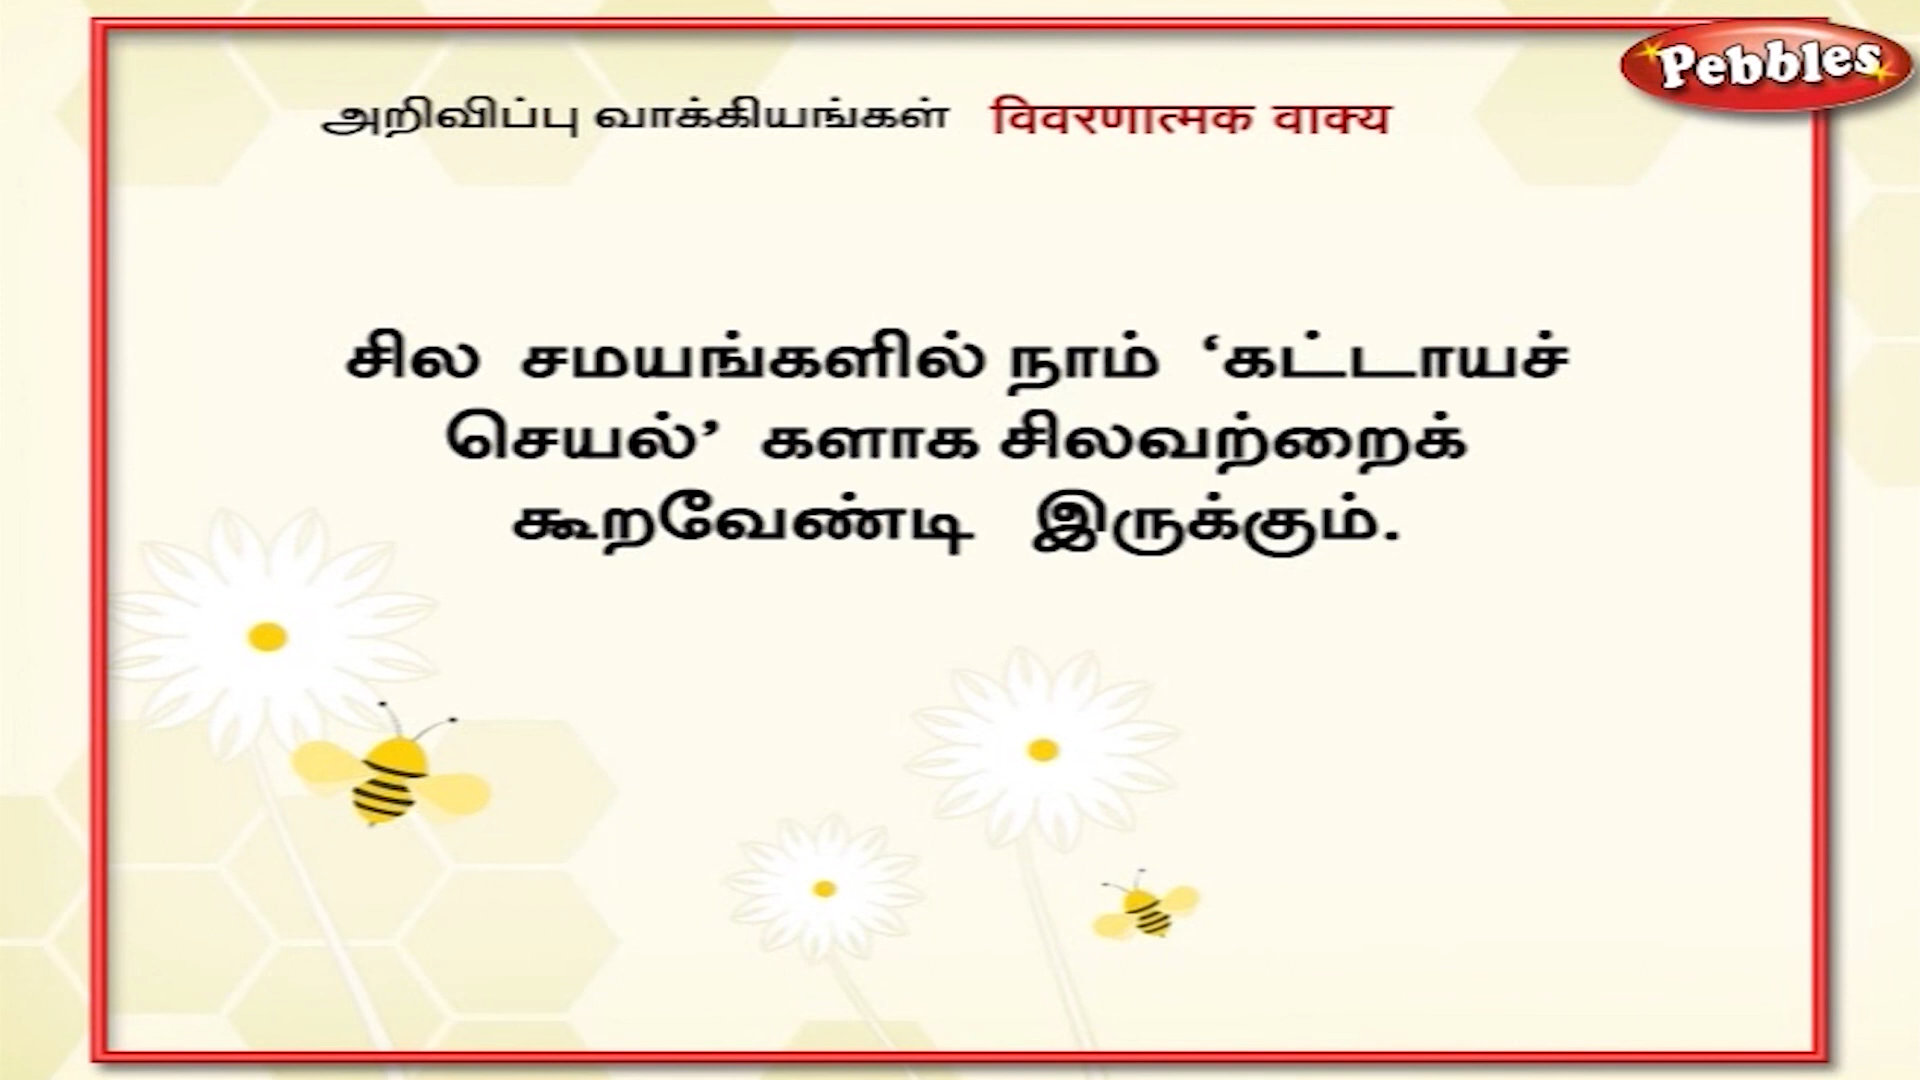 Pebbles
அறிவிப்பு வாக்கியங்கள் विवरणात्मक वाक्य
சில சமயங்களில் நாம் ‘கட்டாயச்
செயல்’ களாக சிலவற்றைக்
கூறவேண்டி இருக்கும்.